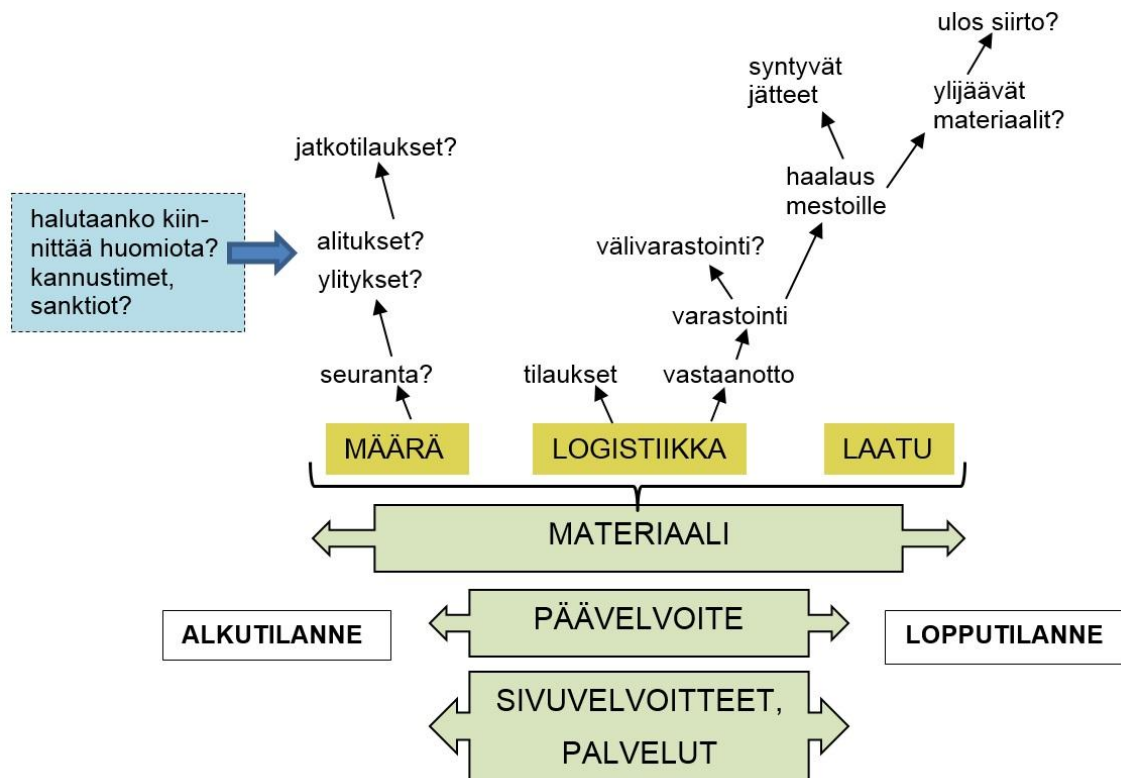 ulos siirto?
syntyvät
jätteet
ylijäävät
materiaalit?
jatkotilaukset?
haalaus
mestoille
halutaanko kiin-
nittää huomiota?
kannustimet,
sanktiot?
alitukset?
ylitykset?
välivarastointi?
varastointi
seuranta?
tilaukset
vastaanotto
MÄÄRÄ
LOGISTIIKKA
LAATU
MATERIAALI
ALKUTILANNE
PÄÄVELVOITE
LOPPUTILANNE
SIVUVELVOITTEET,
PALVELUT